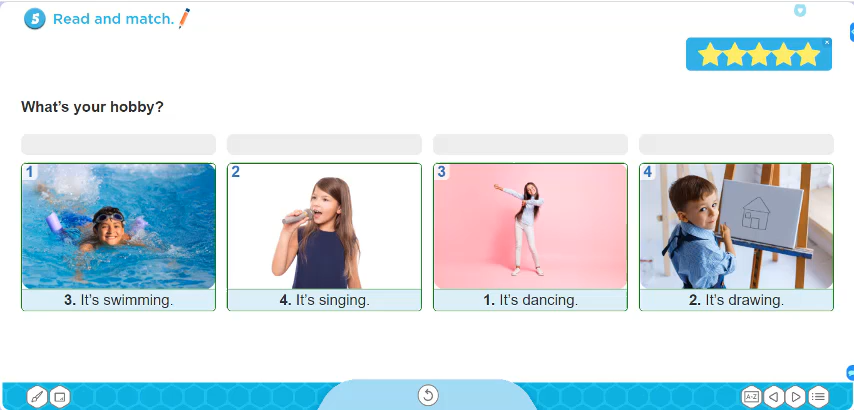 5 Read and match.
What's your hobby?
1
2
3
4
3. It's swimming.
4. It's singing.
1. It's dancing.
2. It's drawing.
A-Z